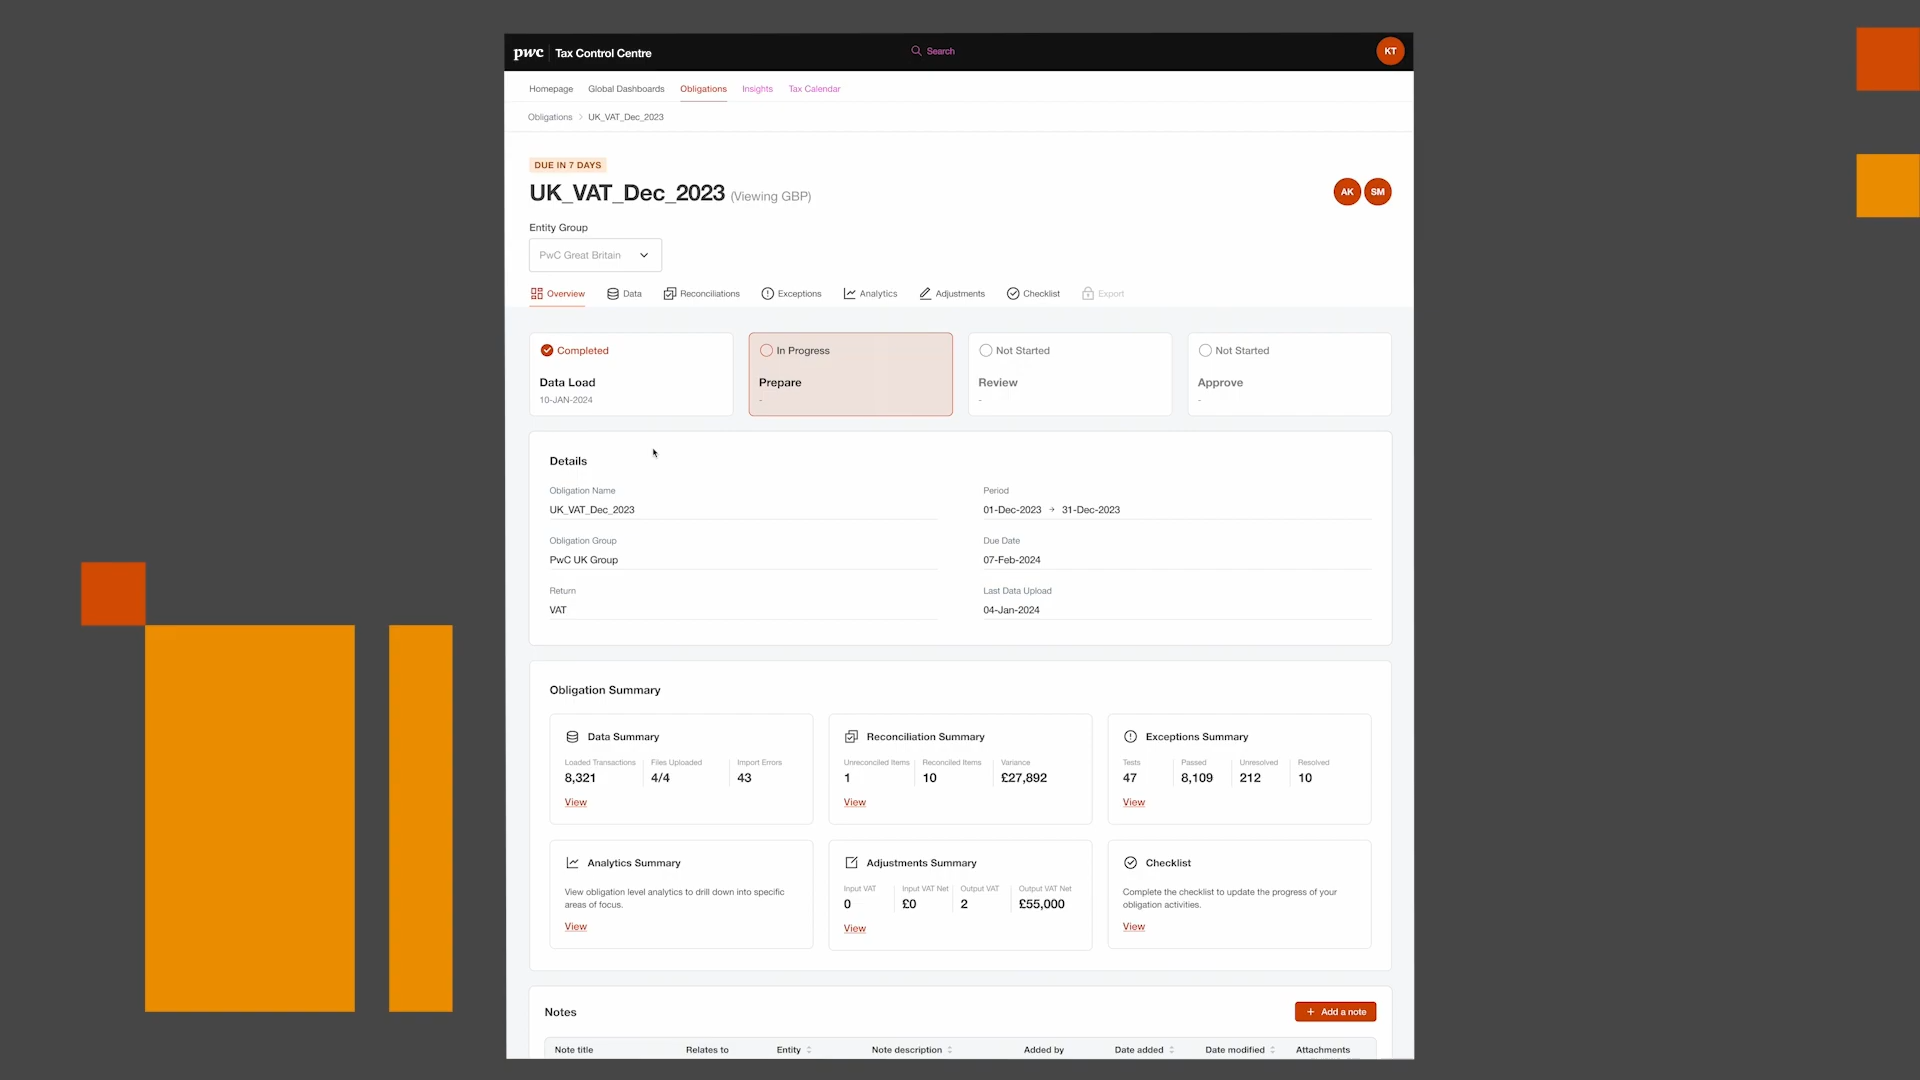 pwc Tax Control Centre Search KT
Homepage Global Dashboards Obligations Insights Tax Calendar
Obligations > UK_VAT_Dec_2023
DUE IN 7 DAYS
UK_VAT_Dec_2023 (Viewing GBP) AK SM
Entity Group
PwC Great Britain
Overview Data Reconciliations Exceptions Analytics Adjustments Checklist Export
Completed In Progress Not Started Not Started
Data Load Prepare Review Approve
10-JAN-2024 - - -
Details
Obligation Name Period
UK_VAT_Dec_2023 01-Dec-2023 → 31-Dec-2023
Obligation Group Due Date
PwC UK Group 07-Feb-2024
Return Last Data Upload
VAT 04-Jan-2024
Obligation Summary
Data Summary
Loaded Transactions Files Uploaded Import Errors
8,321 4/4 43
View
Reconciliation Summary
Unreconciled Items Reconciled Items Variance
1 10 £27,892
View
Exceptions Summary
Tests Passed Unresolved Resolved
47 8,109 212 10
View
Analytics Summary
View obligation level analytics to drill down into specific
areas of focus.
View
Adjustments Summary
Input VAT Input VAT Net Output VAT Output VAT Net
0 £0 2 £55,000
View
Checklist
Complete the checklist to update the progress of your
obligation activities.
View
Notes + Add a note
Note title Relates to Entity Note description Added by Date added Date modified Attachments